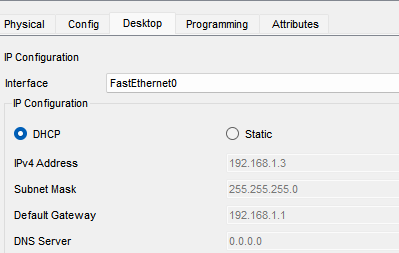 Physical Config Desktop Programming Attributes
IP Configuration
Interface FastEthernet0
IP Configuration
DHCP Static
IPv4 Address 192.168.1.3
Subnet Mask 255.255.255.0
Default Gateway 192.168.1.1
DNS Server 0.0.0.0